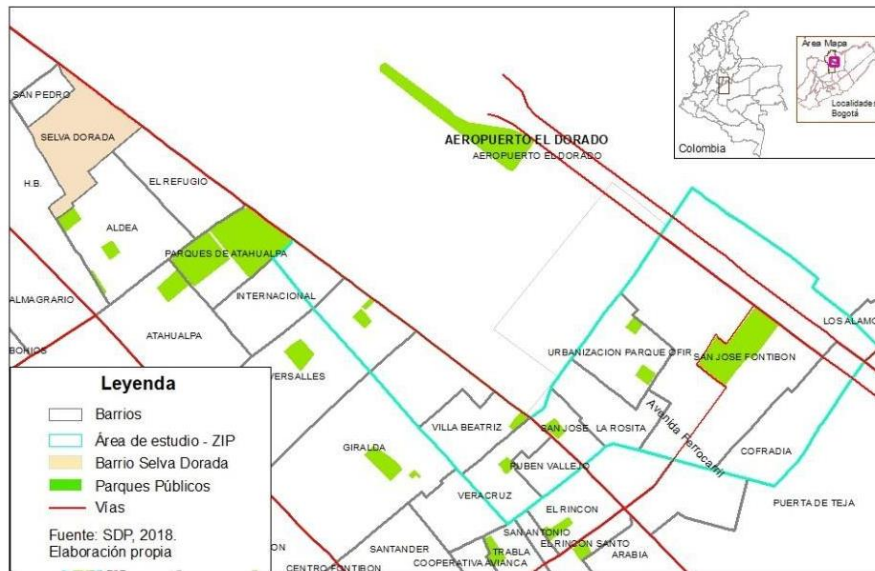 SAN PEDRO
SELVA DORADA
H.B.
EL REFUGIO
ALDEA
PARQUES DE ATAHUALPA
INTERNACIONAL
ALMAGRARIO
BOHIOS
ATAHUALPA
VERSALLES
AEROPUERTO EL DORADO
AEROPUERTO EL DORADO
Área Mapa
Localidades
Bogotá
Colombia
LOS ALAMO
URBANIZACION PARQUE OFIR
SAN JOSE FONTIBON
Avenida Ferrocarril
COFRADIA
VILLA BEATRIZ
SAN JOSE
LA ROSITA
GIRALDA
RUBEN VALLEJO
VERACRUZ
PUERTA DE TEJA
EL RINCON
SAN ANTONIO
EL RINCON SANTO
TRABLA
ARABIA
SANTANDER
COOPERATIVA AVIANCA
CENTRO FONTIBON
ON
Leyenda
Barrios
Área de estudio - ZIP
Barrio Selva Dorada
Parques Públicos
Vías
Fuente: SDP, 2018.
Elaboración propia